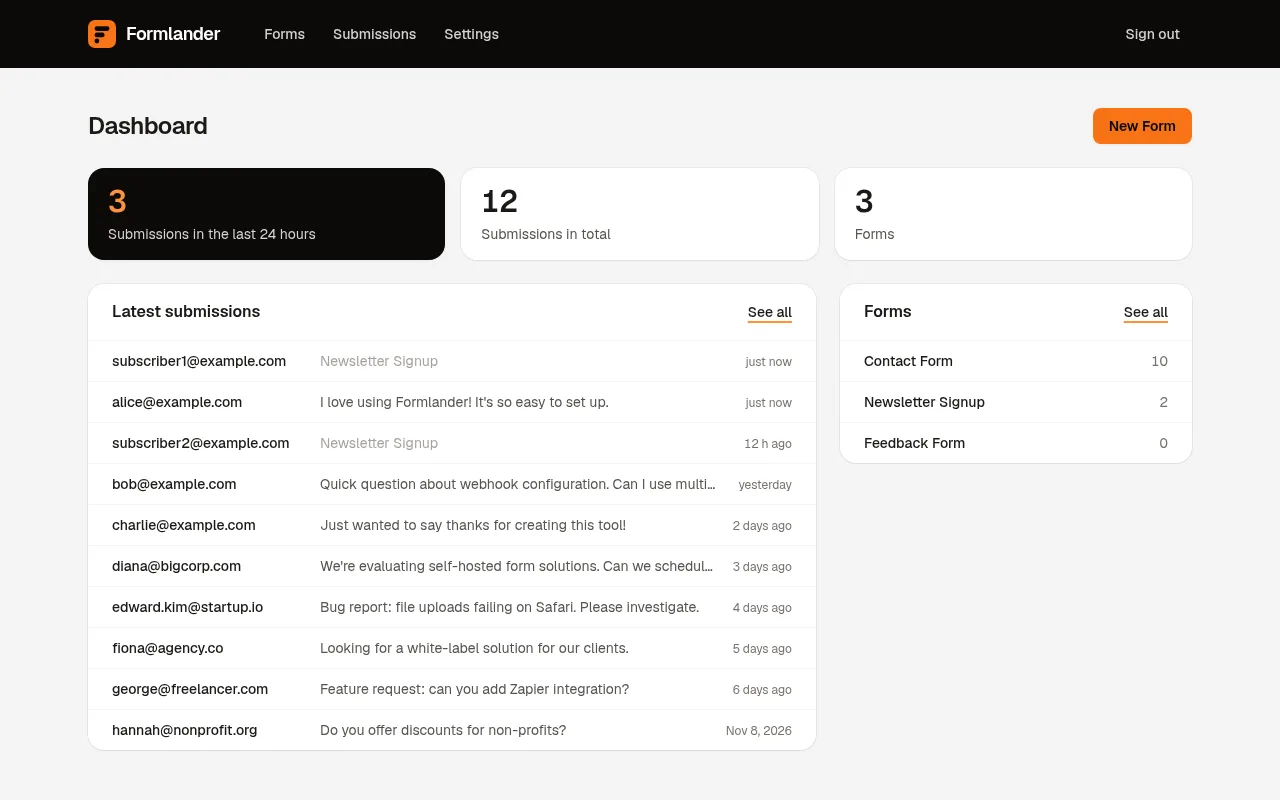 Formlander Forms Submissions Settings Sign out
Dashboard New Form
3
Submissions in the last 24 hours
12
Submissions in total
3
Forms
Latest submissions See all
subscriber1@example.com Newsletter Signup just now
alice@example.com I love using Formlander! It's so easy to set up. just now
subscriber2@example.com Newsletter Signup 12 h ago
bob@example.com Quick question about webhook configuration. Can I use multi... yesterday
charlie@example.com Just wanted to say thanks for creating this tool! 2 days ago
diana@bigcorp.com We're evaluating self-hosted form solutions. Can we schedul... 3 days ago
edward.kim@startup.io Bug report: file uploads failing on Safari. Please investigate. 4 days ago
fiona@agency.co Looking for a white-label solution for our clients. 5 days ago
george@freelancer.com Feature request: can you add Zapier integration? 6 days ago
hannah@nonprofit.org Do you offer discounts for non-profits? Nov 8, 2026
Forms See all
Contact Form 10
Newsletter Signup 2
Feedback Form 0